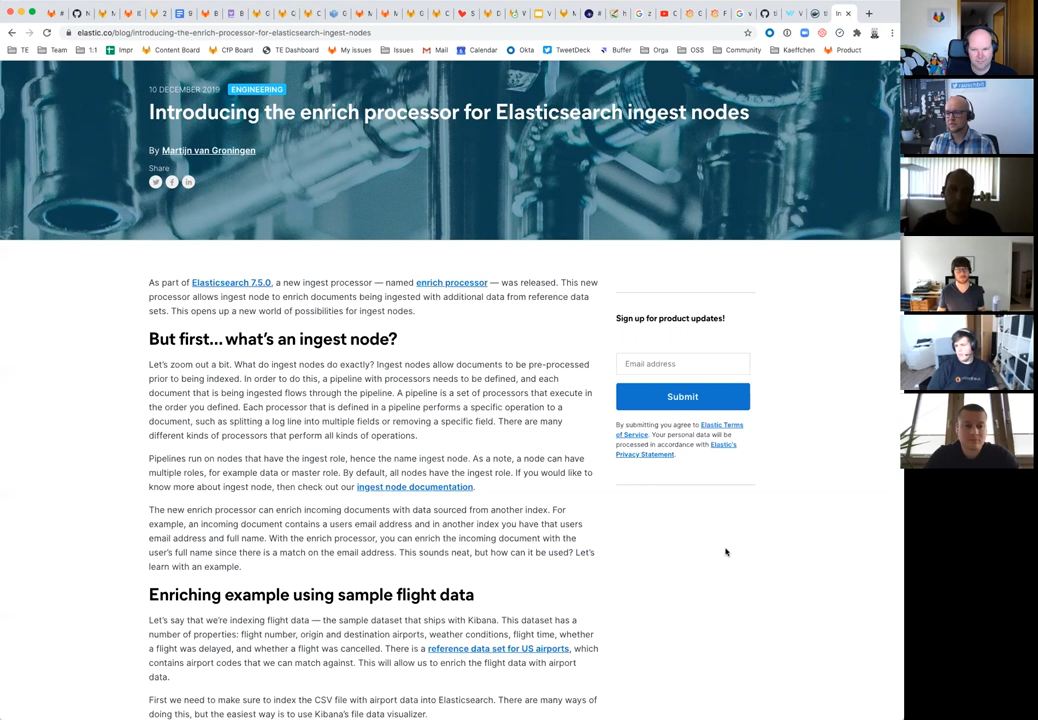 elastic.co/blog/introducing-the-enrich-processor-for-elasticsearch-ingest-nodes
TE Team 1:1 Impr Content Board CfP Board TE Dashboard My issues Issues Mail Calendar Okta TweetDeck Buffer Orga OSS Community Kaeffchen Product
10 DECEMBER 2019 ENGINEERING
Introducing the enrich processor for Elasticsearch ingest nodes
By Martijn van Groningen
Share
As part of Elasticsearch 7.5.0, a new ingest processor — named enrich processor — was released. This new
processor allows ingest node to enrich documents being ingested with additional data from reference data
sets. This opens up a new world of possibilities for ingest nodes.
Sign up for product updates!
But first... what's an ingest node?
Email address
Let's zoom out a bit. What do ingest nodes do exactly? Ingest nodes allow documents to be pre-processed
prior to being indexed. In order to do this, a pipeline with processors needs to be defined, and each
document that is being ingested flows through the pipeline. A pipeline is a set of processors that execute in
the order you defined. Each processor that is defined in a pipeline performs a specific operation to a
document, such as splitting a log line into multiple fields or removing a specific field. There are many
different kinds of processors that perform all kinds of operations.
Submit
By submitting you agree to Elastic Terms
of Service. Your personal data will be
processed in accordance with Elastic's
Privacy Statement.
Pipelines run on nodes that have the ingest role, hence the name ingest node. As a note, a node can have
multiple roles, for example data or master role. By default, all nodes have the ingest role. If you would like to
know more about ingest node, then check out our ingest node documentation.
The new enrich processor can enrich incoming documents with data sourced from another index. For
example, an incoming document contains a users email address and in another index you have that users
email address and full name. With the enrich processor, you can enrich the incoming document with the
user's full name since there is a match on the email address. This sounds neat, but how can it be used? Let's
learn with an example.
Enriching example using sample flight data
Let's say that we're indexing flight data — the sample dataset that ships with Kibana. This dataset has a
number of properties: flight number, origin and destination airports, weather conditions, flight time, whether
a flight was delayed, and whether a flight was cancelled. There is a reference data set for US airports, which
contains airport codes that we can match against. This will allow us to enrich the flight data with airport
data.
First we need to make sure to index the CSV file with airport data into Elasticsearch. There are many ways of
doing this, but the easiest way is to use Kibana's file data visualizer.